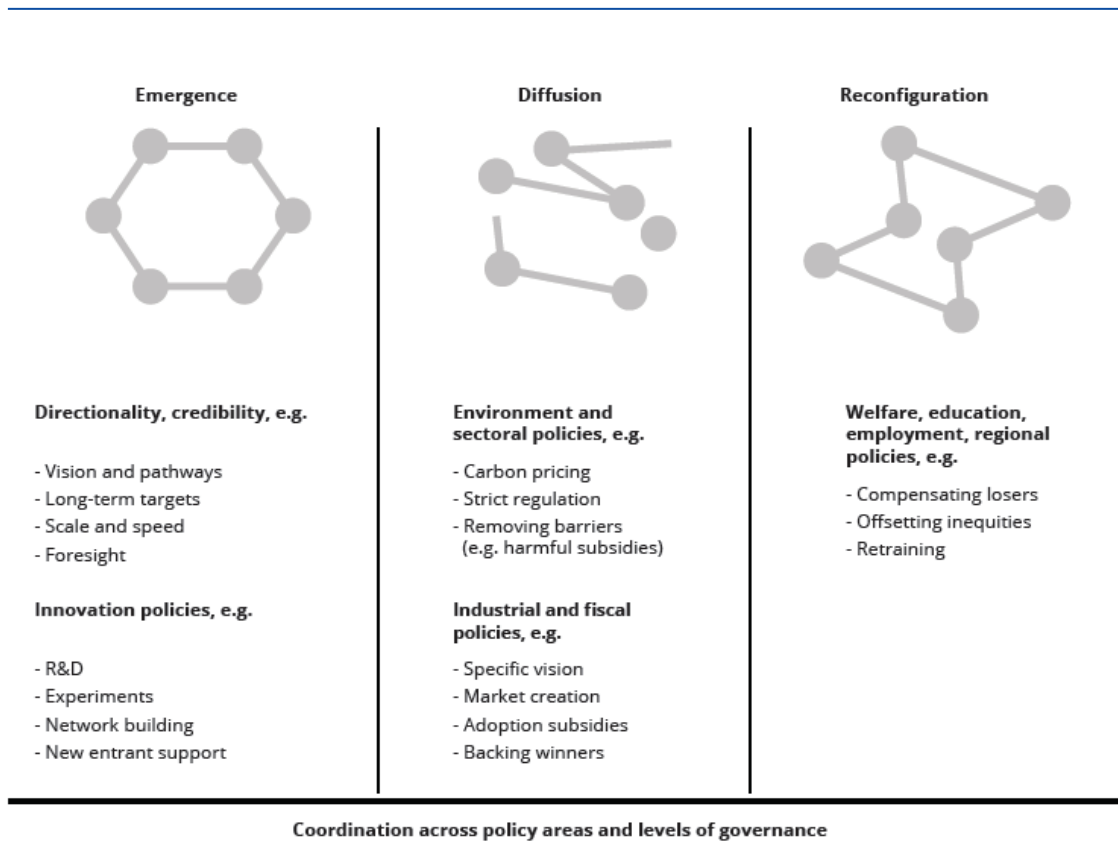 Emergence
Diffusion
Reconfiguration
Directionality, credibility, e.g.
- Vision and pathways
- Long-term targets
- Scale and speed
- Foresight
Innovation policies, e.g.
- R&D
- Experiments
- Network building
- New entrant support
Environment and
sectoral policies, e.g.
- Carbon pricing
- Strict regulation
- Removing barriers
(e.g. harmful subsidies)
Industrial and fiscal
policies, e.g.
- Specific vision
- Market creation
- Adoption subsidies
- Backing winners
Welfare, education,
employment, regional
policies, e.g.
- Compensating losers
- Offsetting inequities
- Retraining
Coordination across policy areas and levels of governance